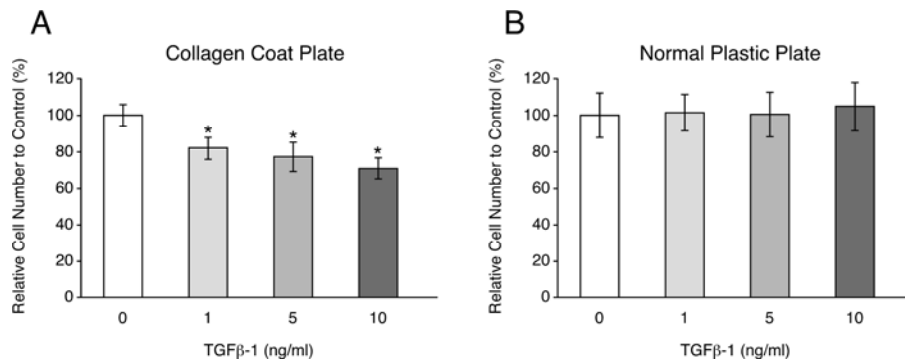 A
Collagen Coat Plate
Relative Cell Number to Control (%)
120
100
80
60
40
20
0
*
*
*
0 1 5 10
TGFβ-1 (ng/ml)
B
Normal Plastic Plate
Relative Cell Number to Control (%)
120
100
80
60
40
20
0
0 1 5 10
TGFβ-1 (ng/ml)